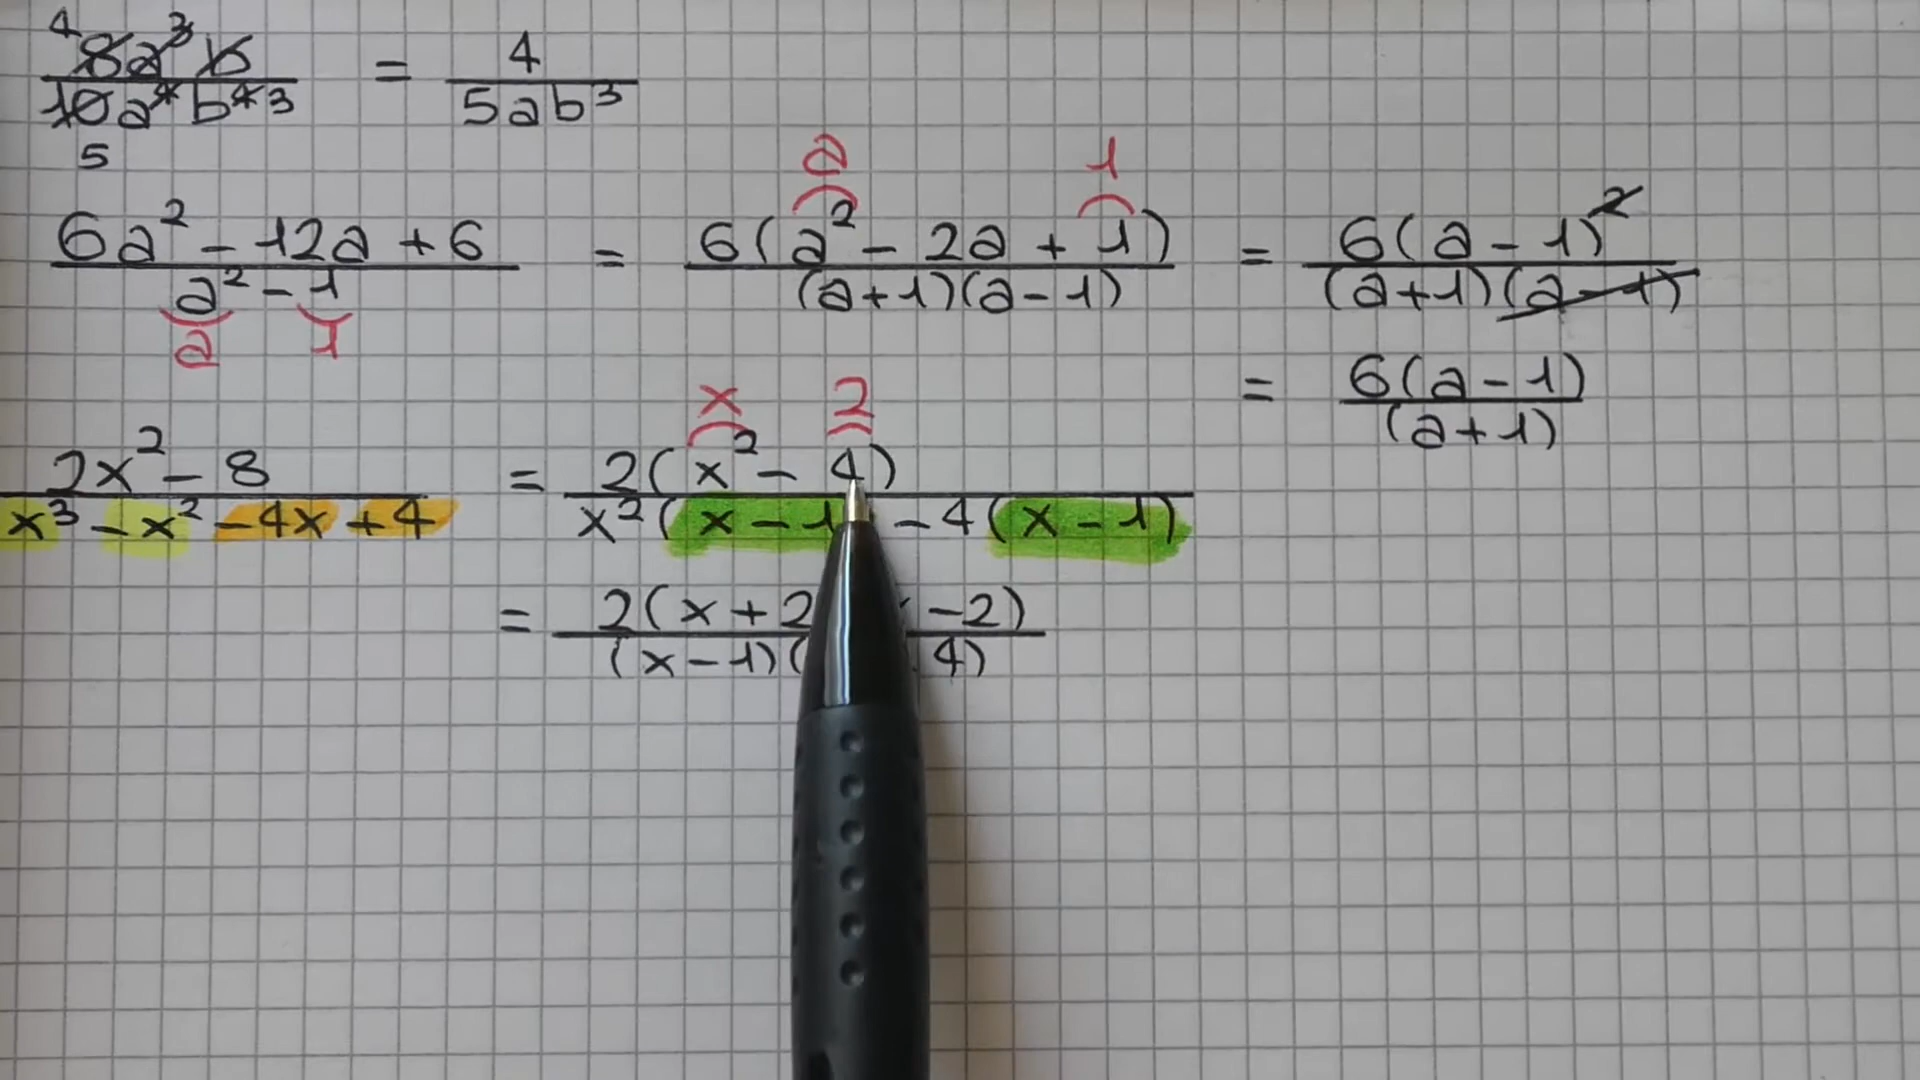 8a³b / 10a⁴b⁴ 4 5 3 = 4 / 5ab³
a 1
6a² - 12a + 6 / a² - 1 = 6(a² - 2a + 1) / (a+1)(a-1) = 6(a-1)² / (a+1)(a-1)
a 1
= 6(a-1) / (a+1)
x 2
2x² - 8 / x³ - x² - 4x + 4 = 2(x² - 4) / x²(x-1 - 4(x-1)
= 2(x+2 -2) / (x-1)( 4)